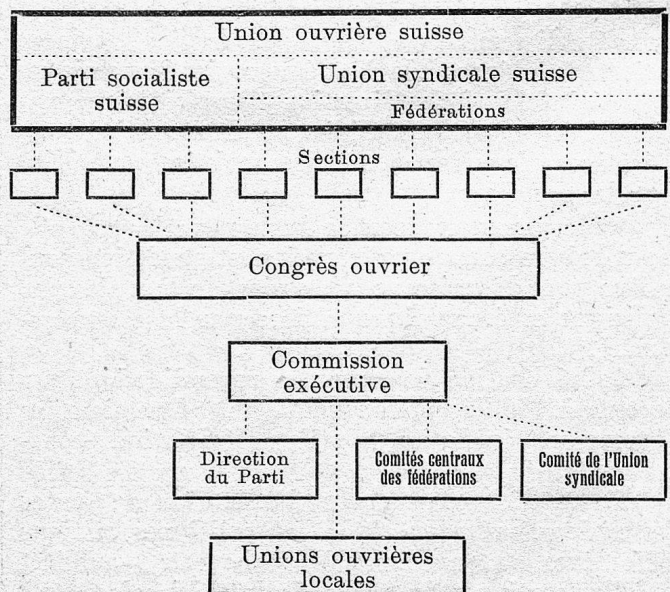 Union ouvrière suisse
Parti socialiste
suisse
Union syndicale suisse
Fédérations
Sections
Congrès ouvrier
Commission
exécutive
Direction
du Parti
Comités centraux
des fédérations
Comité de l'Union
syndicale
Unions ouvrières
locales